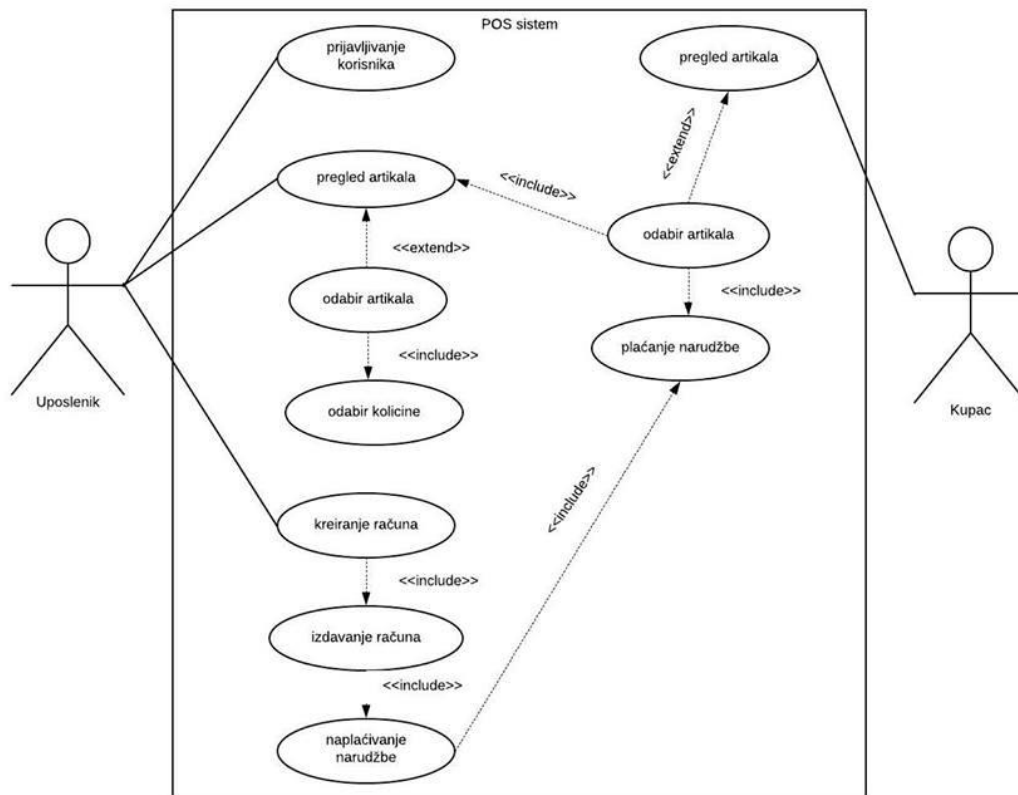 POS sistem
prijavljivanje
korisnika
pregled artikala
pregled artikala
<<extend>>
<<include>>
odabir artikala
<<extend>>
<<include>>
odabir artikala
<<include>>
plaćanje narudžbe
odabir kolicine
Uposlenik
Kupac
<<include>>
kreiranje računa
<<include>>
izdavanje računa
<<include>>
naplaćivanje
narudžbe